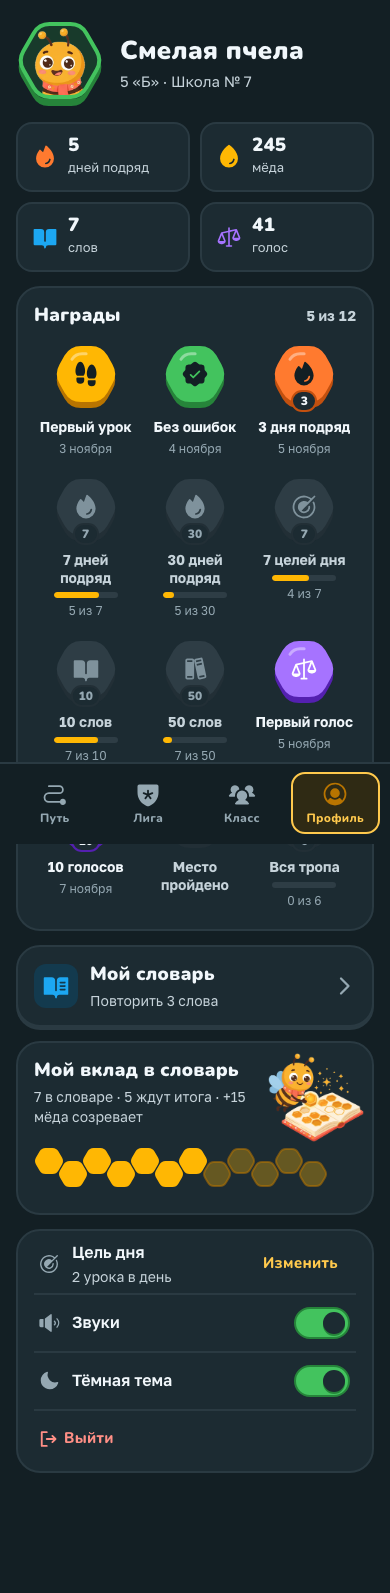 Смелая пчела
5 «Б» · Школа № 7
5
дней подряд
245
мёда
7
слов
41
голос
Награды
5 из 12
3
Первый урок
Без ошибок
3 дня подряд
3 ноября
4 ноября
5 ноября
7
30
7
7 дней подряд
30 дней подряд
7 целей дня
5 из 7
5 из 30
4 из 7
10
50
10 слов
50 слов
Первый голос
7 из 10
7 из 50
5 ноября
Путь
Лига
Класс
Профиль
10 голосов
Место пройдено
Вся тропа
7 ноября
0 из 6
Мой словарь
Повторить 3 слова
Мой вклад в словарь
7 в словаре · 5 ждут итога · +15
мёда созревает
Цель дня
2 урока в день
Изменить
Звуки
Тёмная тема
Выйти